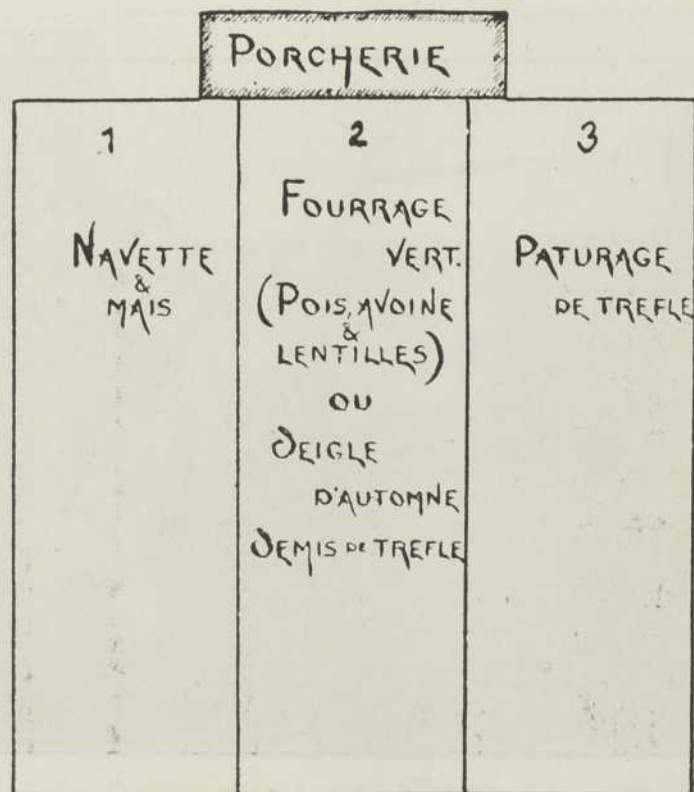 PORCHERIE
1
NAVETTE
&
MAIS
2
FOURRAGE
VERT.
(POIS, AVOINE
&
LENTILLES)
OU
SEIGLE
D'AUTOMNE
SEMIS DE TREFLE
3
PATURAGE
DE TREFLE